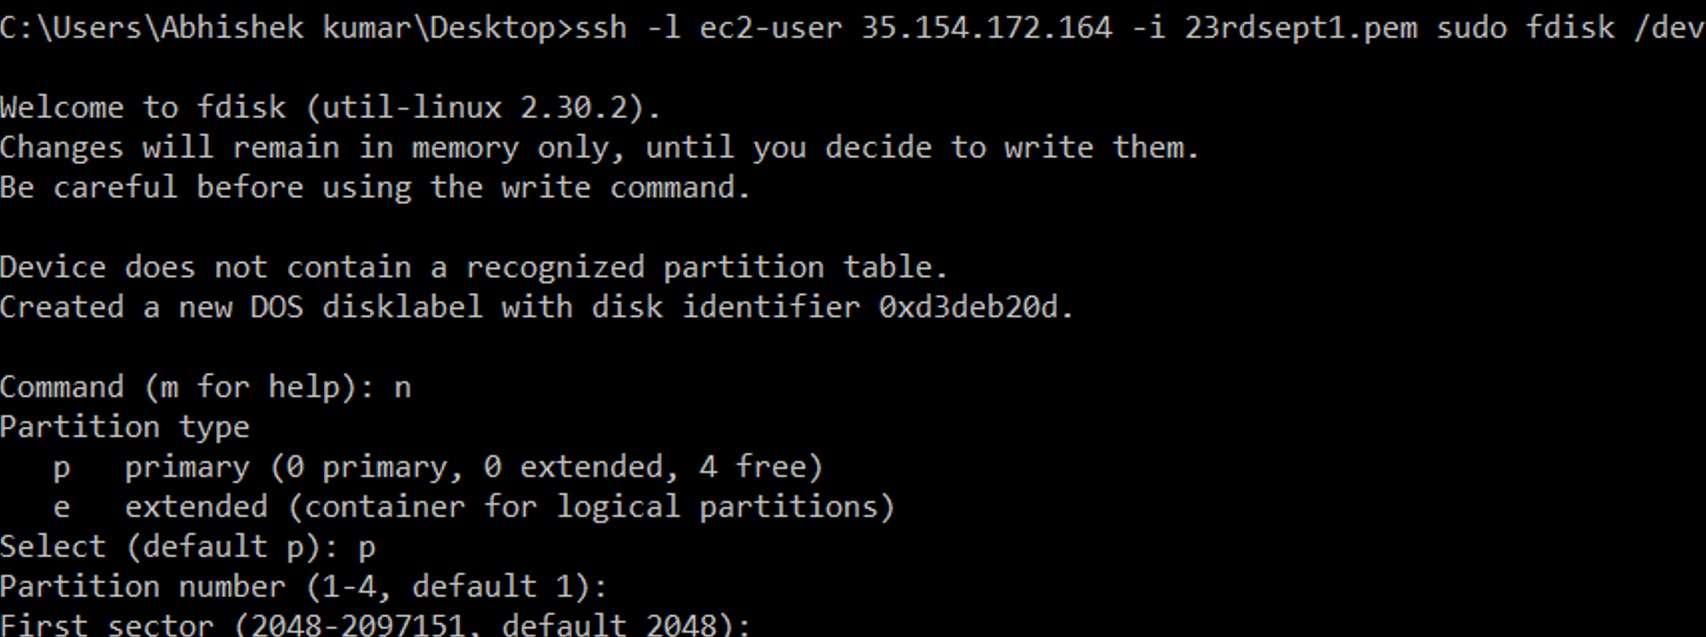 C:\Users\Abhishek kumar\Desktop>ssh -l ec2-user 35.154.172.164 -i 23rdsept1.pem sudo fdisk /dev
Welcome to fdisk (util-linux 2.30.2).
Changes will remain in memory only, until you decide to write them.
Be careful before using the write command.
Device does not contain a recognized partition table.
Created a new DOS disklabel with disk identifier 0xd3deb20d.
Command (m for help): n
Partition type
   p   primary (0 primary, 0 extended, 4 free)
   e   extended (container for logical partitions)
Select (default p): p
Partition number (1-4, default 1):
First sector (2048-2097151, default 2048):